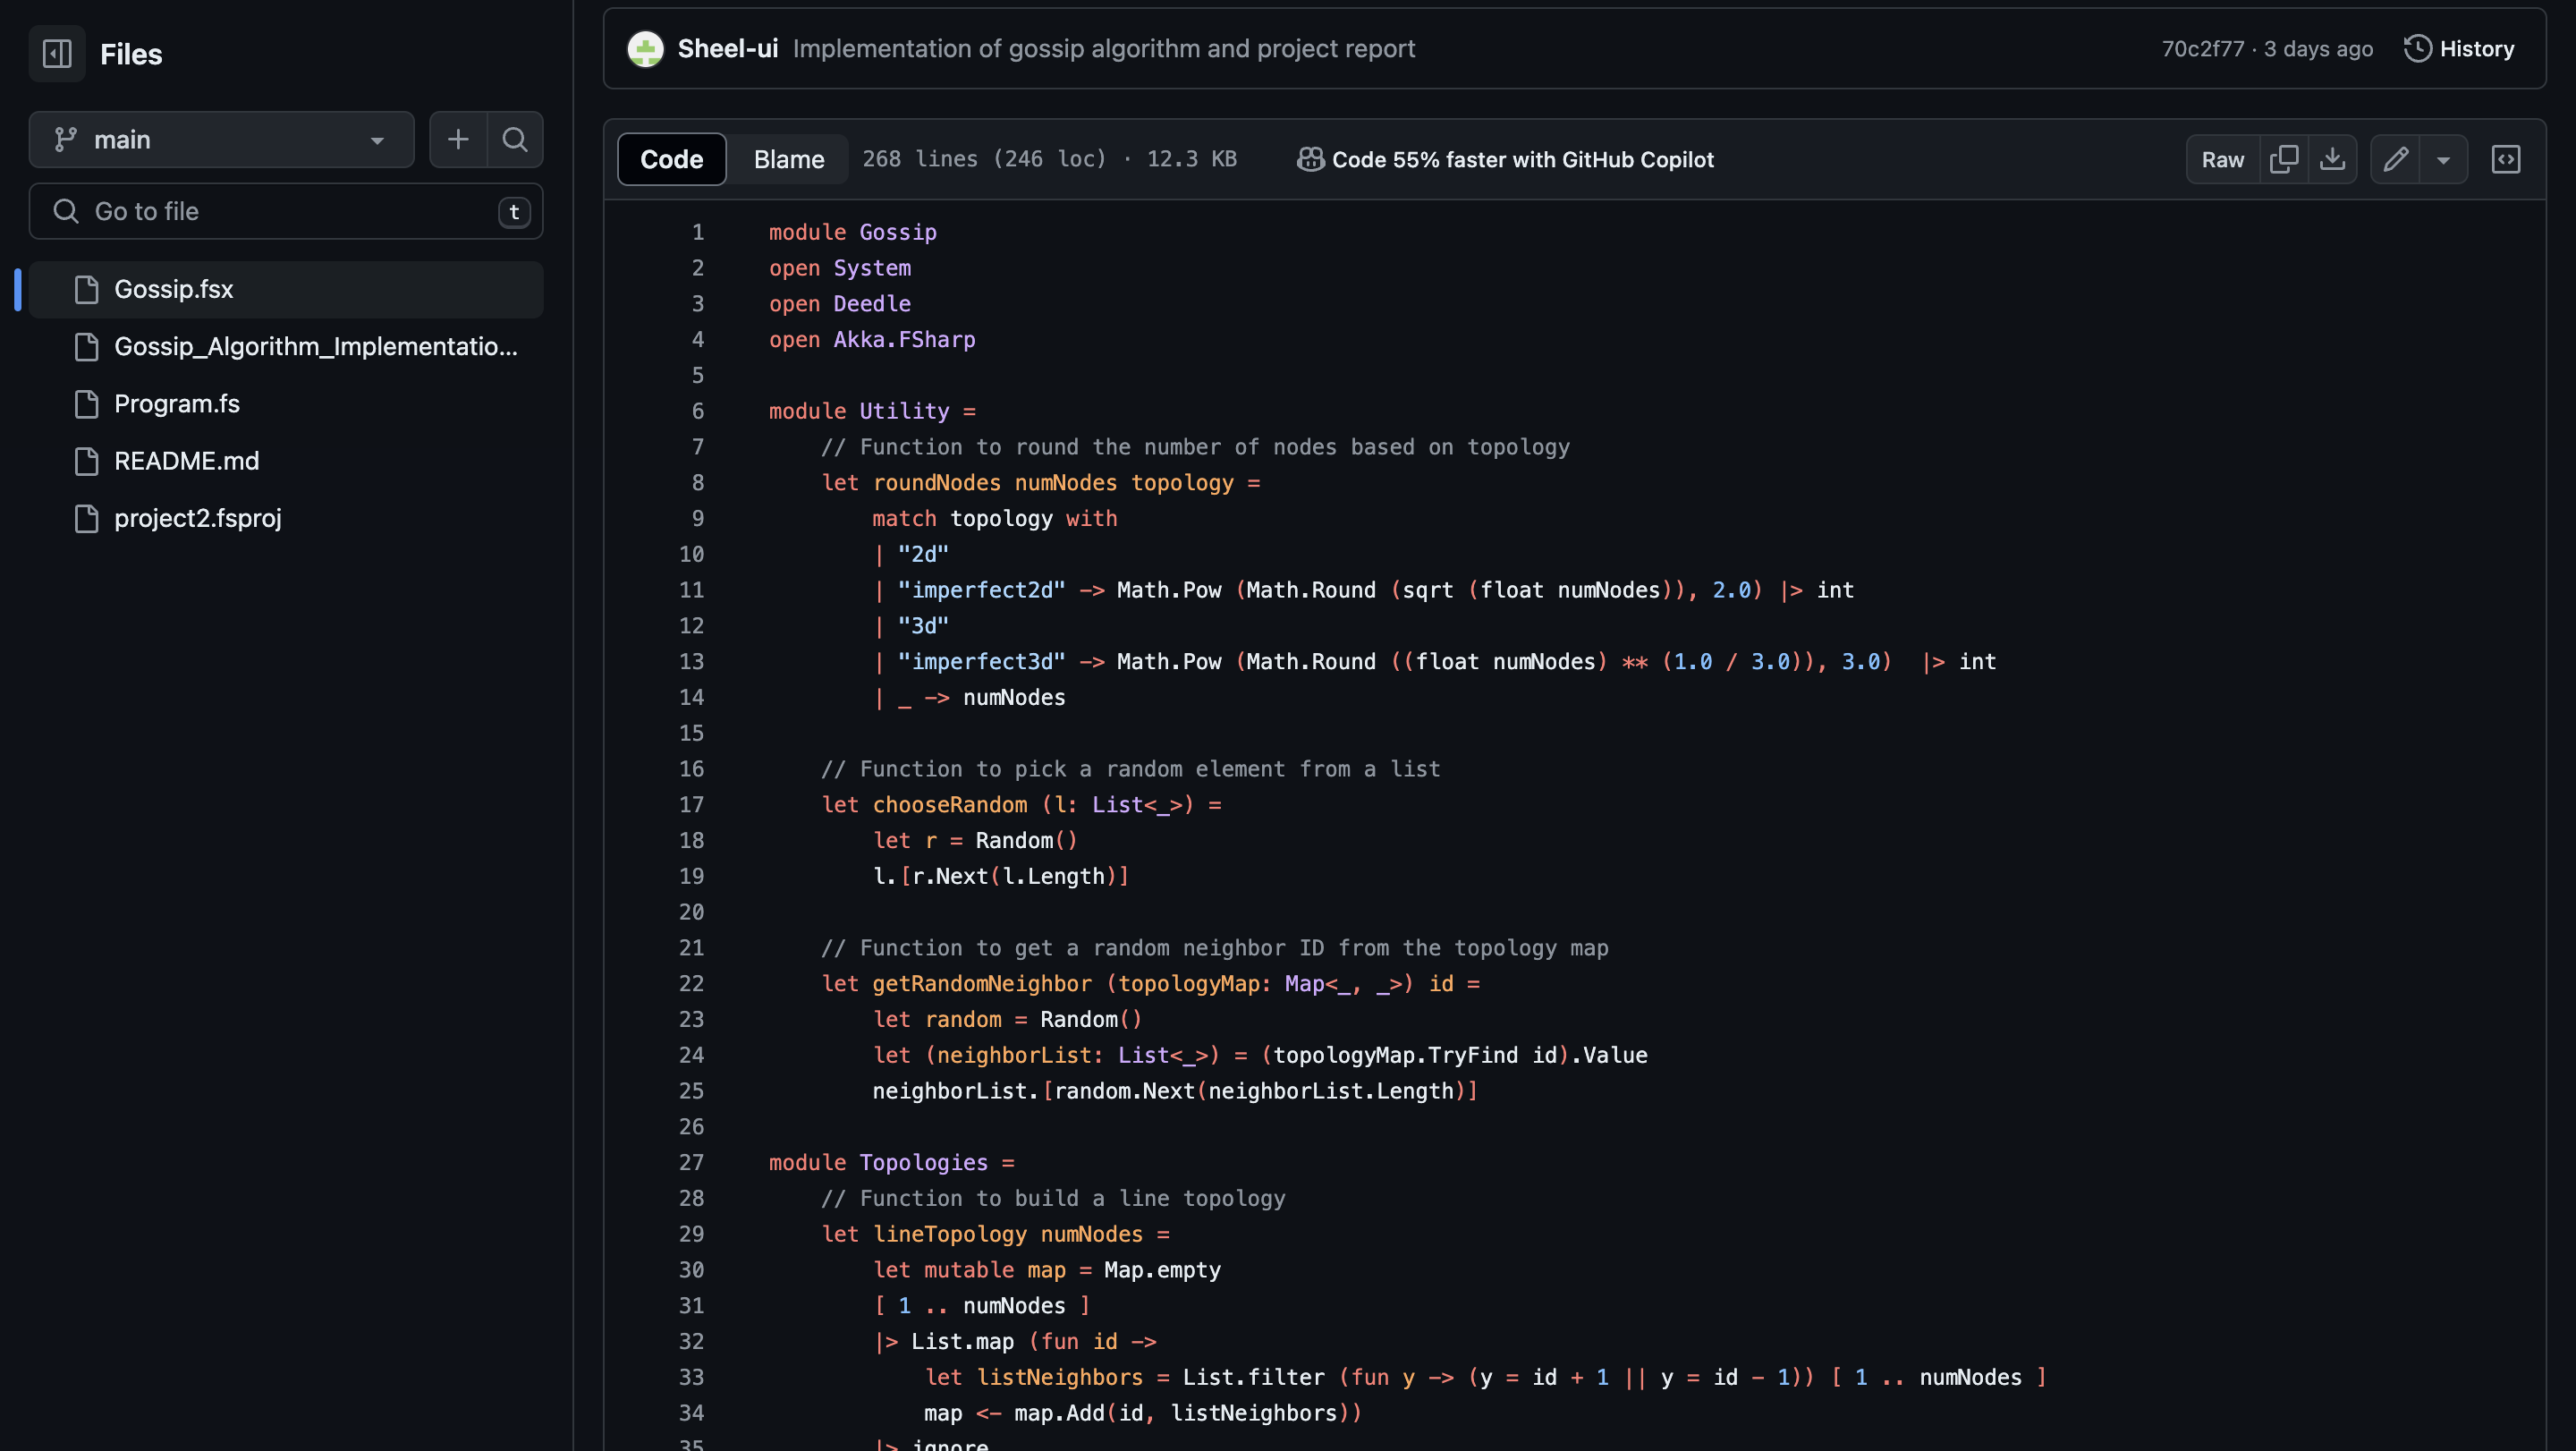 Files
main
Go to file
t
Gossip.fsx
Gossip_Algorithm_Implementatio...
Program.fs
README.md
project2.fsproj
Sheel-ui Implementation of gossip algorithm and project report 70c2f77 · 3 days ago History
Code Blame 268 lines (246 loc) · 12.3 KB Code 55% faster with GitHub Copilot Raw
1 module Gossip
2 open System
3 open Deedle
4 open Akka.FSharp
5
6 module Utility =
7     // Function to round the number of nodes based on topology
8     let roundNodes numNodes topology =
9         match topology with
10         | "2d"
11         | "imperfect2d" -> Math.Pow (Math.Round (sqrt (float numNodes)), 2.0) |> int
12         | "3d"
13         | "imperfect3d" -> Math.Pow (Math.Round ((float numNodes) ** (1.0 / 3.0)), 3.0)  |> int
14         | _ -> numNodes
15
16     // Function to pick a random element from a list
17     let chooseRandom (l: List<_>) =
18         let r = Random()
19         l.[r.Next(l.Length)]
20
21     // Function to get a random neighbor ID from the topology map
22     let getRandomNeighbor (topologyMap: Map<_, _>) id =
23         let random = Random()
24         let (neighborList: List<_>) = (topologyMap.TryFind id).Value
25         neighborList.[random.Next(neighborList.Length)]
26
27 module Topologies =
28     // Function to build a line topology
29     let lineTopology numNodes =
30         let mutable map = Map.empty
31         [ 1 .. numNodes ]
32         |> List.map (fun id ->
33             let listNeighbors = List.filter (fun y -> (y = id + 1 || y = id - 1)) [ 1 .. numNodes ]
34             map <- map.Add(id, listNeighbors))
35         |> ignore